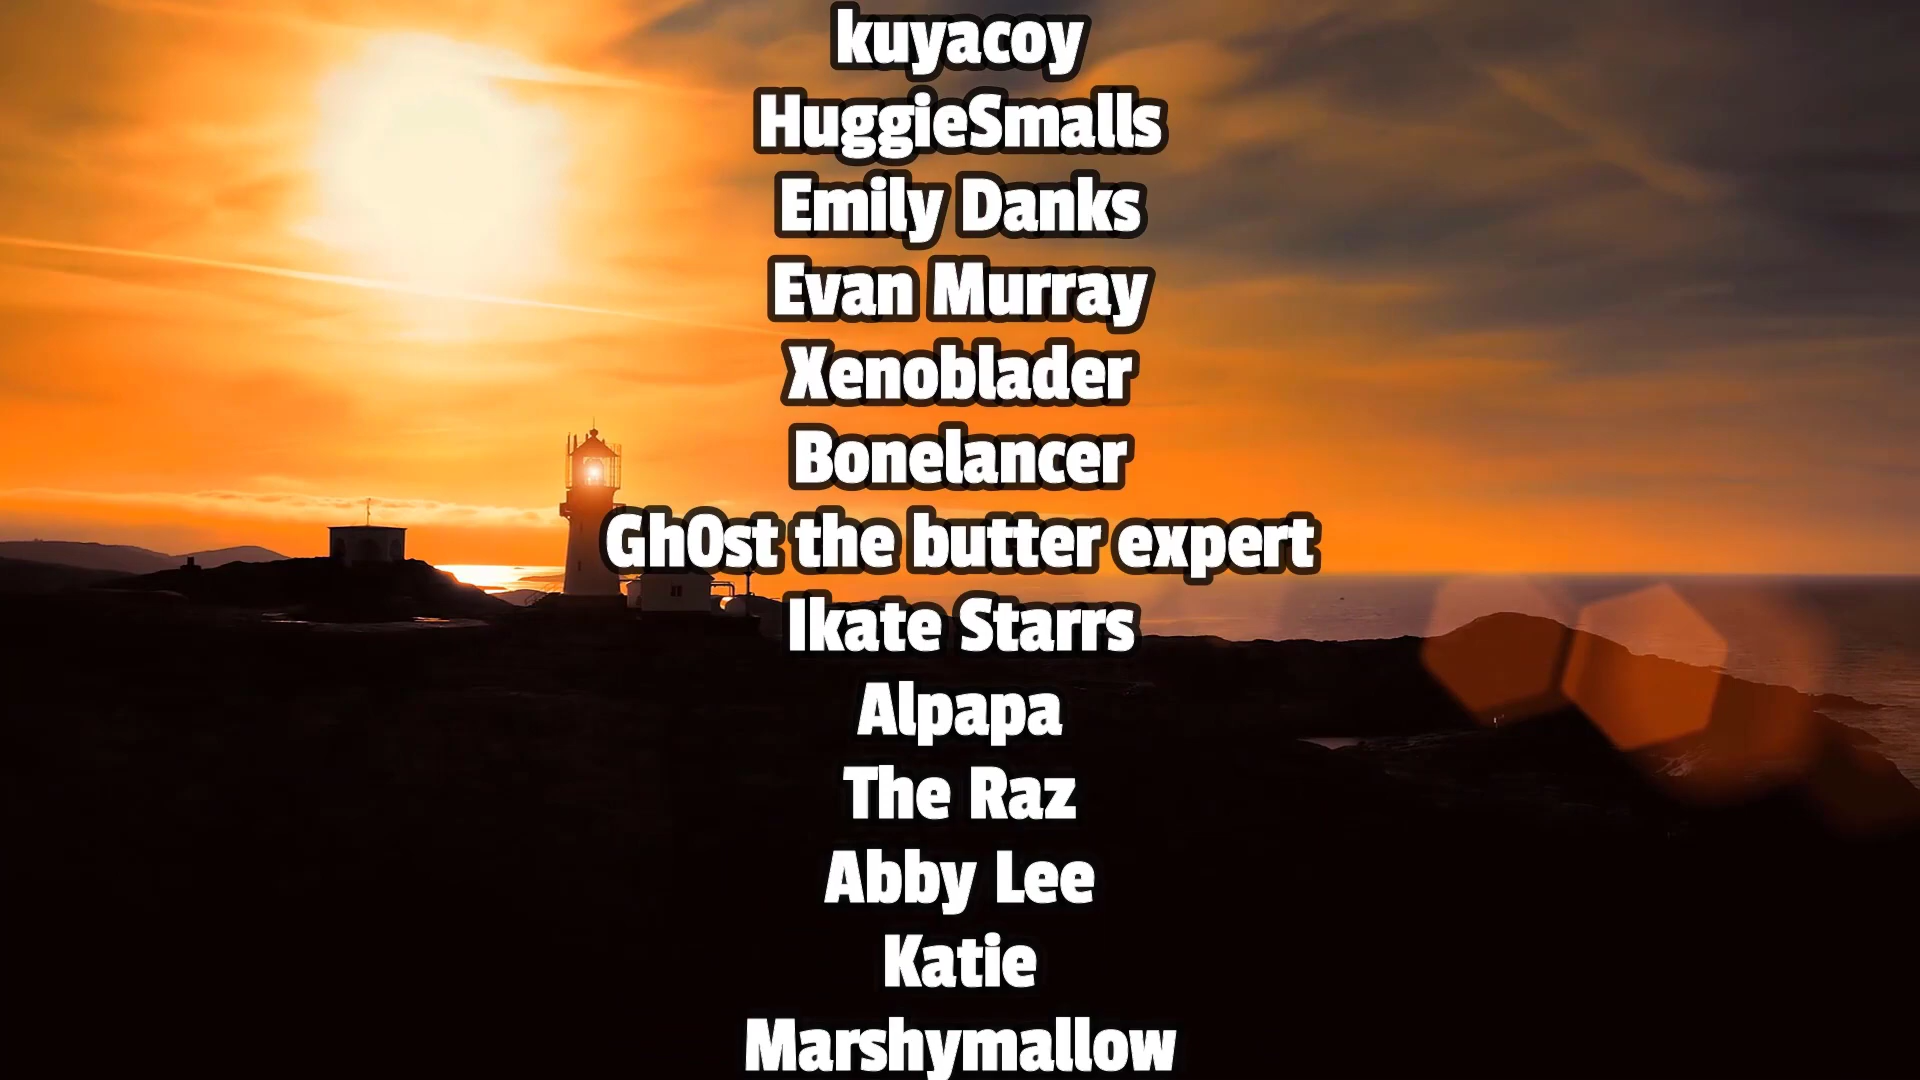 kuyacoy
HuggieSmalls
Emily Danks
Evan Murray
Xenoblader
Bonelancer
Gh0st the butter expert
Ikate Starrs
Alpapa
The Raz
Abby Lee
Katie
Marshymallow